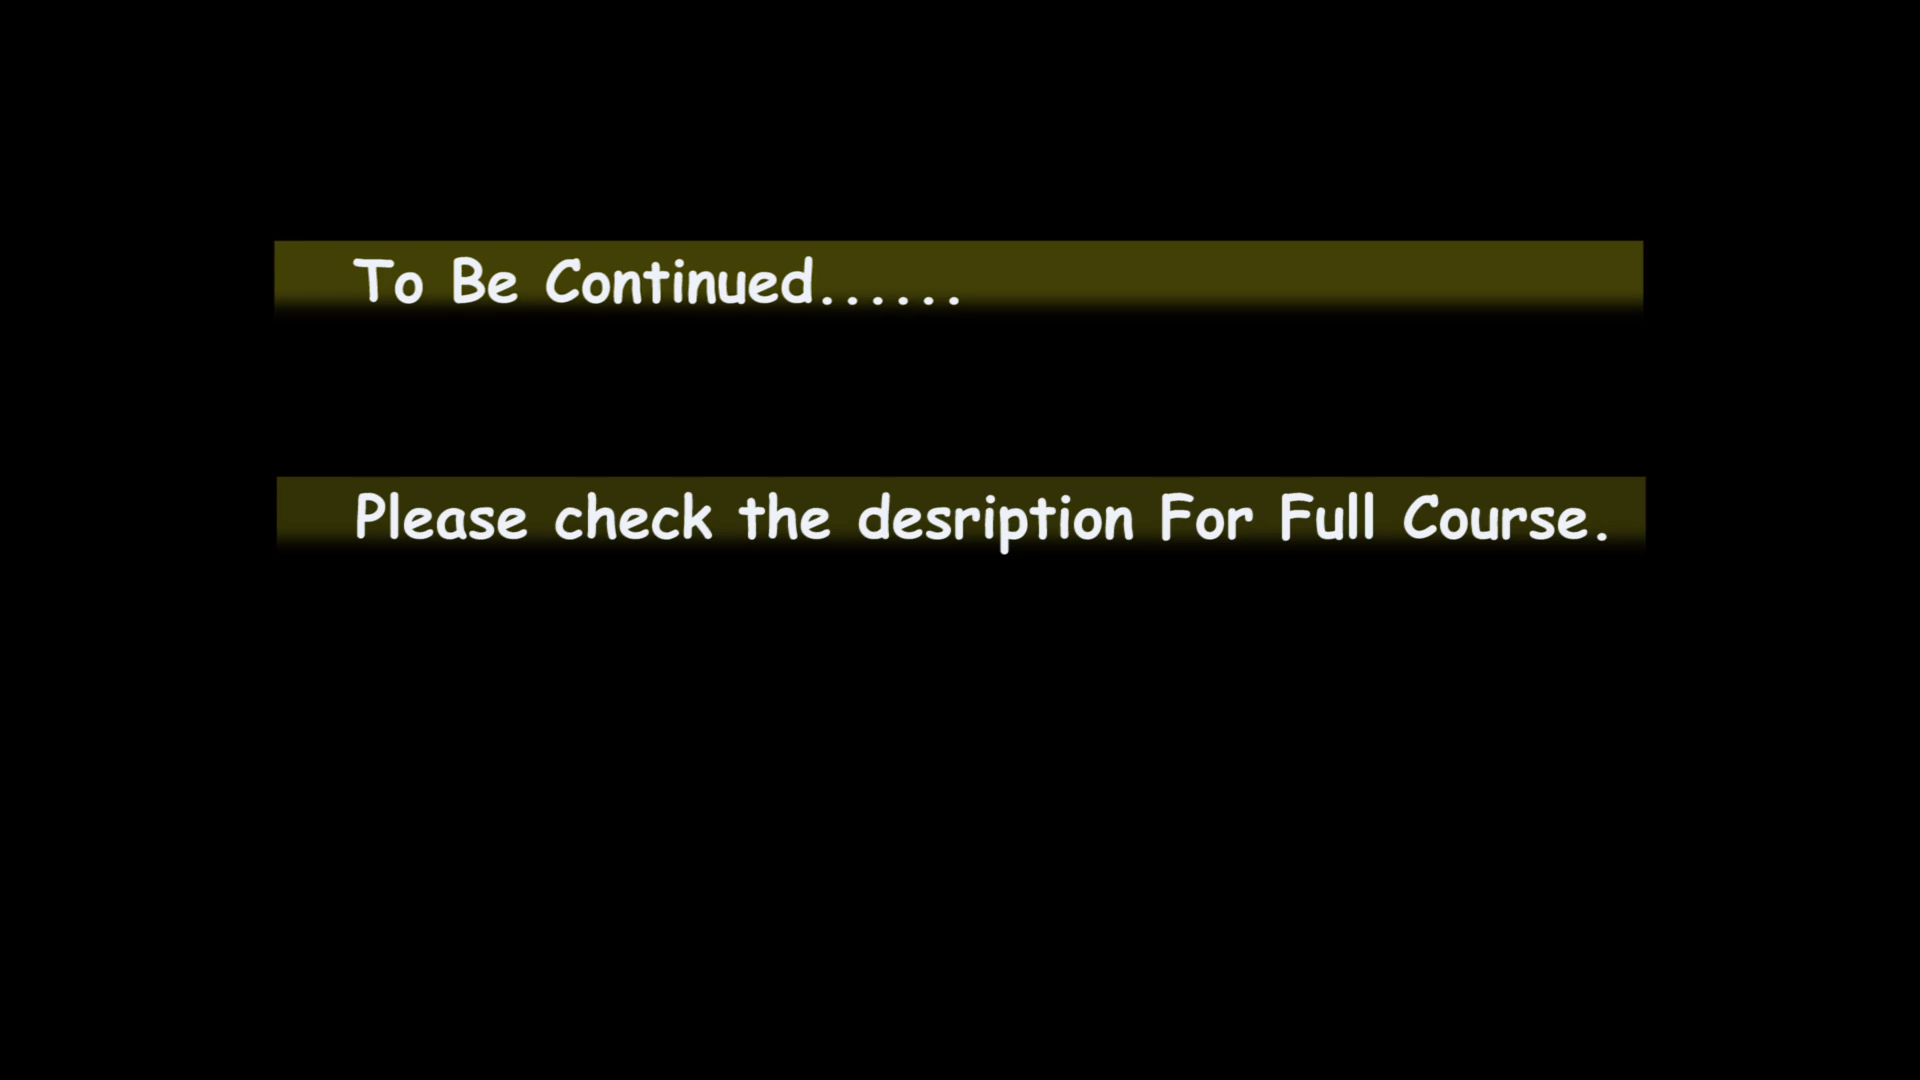 To Be Continued......
Please check the desription For Full Course.